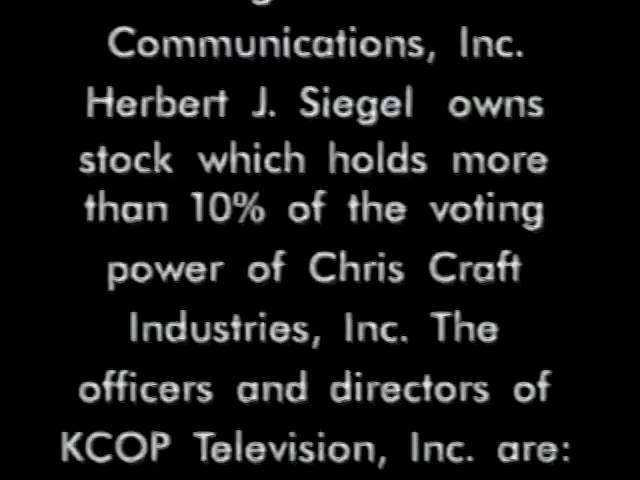 Communications, Inc.
Herbert J. Siegel owns
stock which holds more
than 10% of the voting
power of Chris Craft
Industries, Inc. The
officers and directors of
KCOP Television, Inc. are: